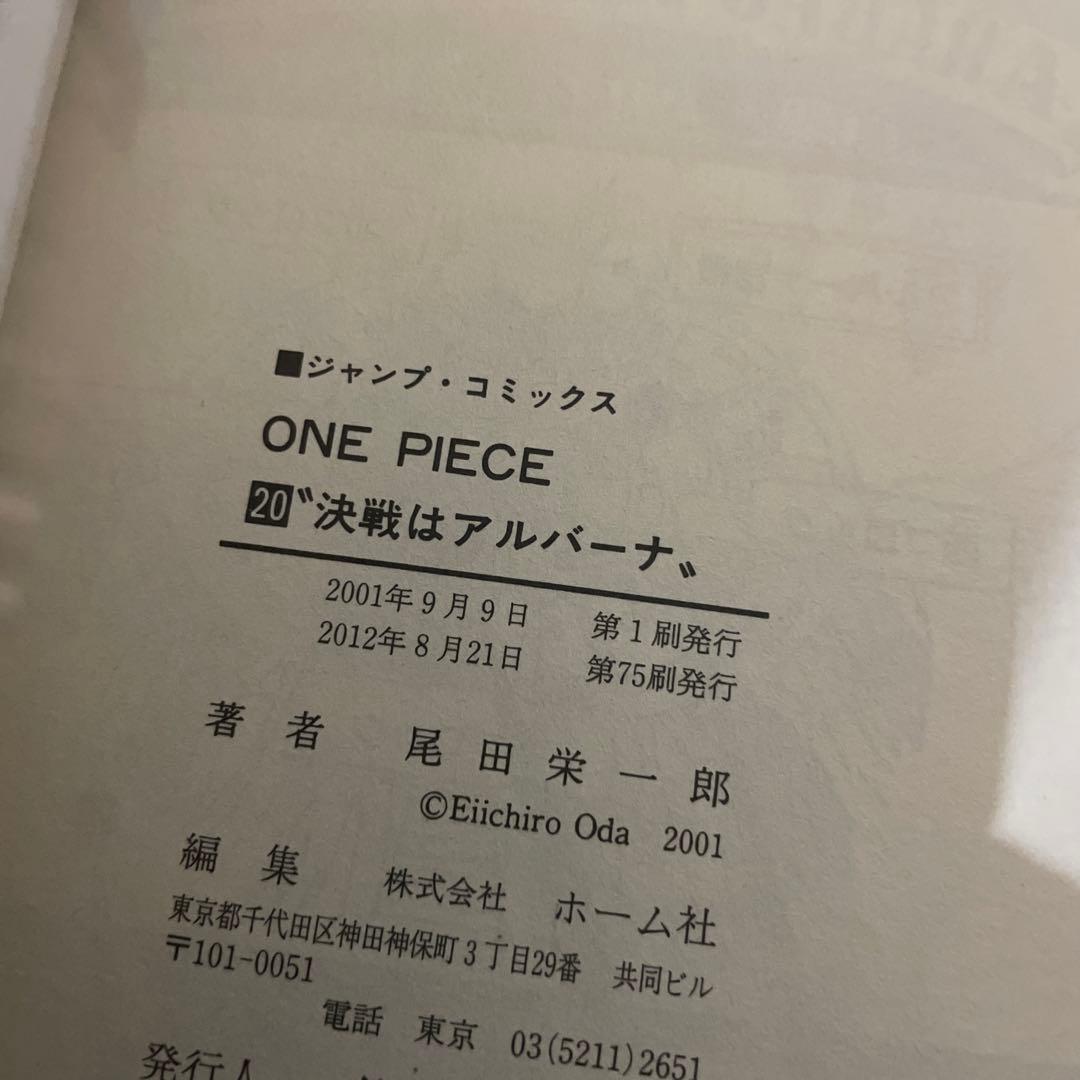 ■ジャンプ・コミックス
ONE PIECE
20〝決戦はアルバーナ〟
2001年9月9日 第1刷発行
2012年8月21日 第75刷発行
著者 尾田栄一郎
©Eiichiro Oda 2001
編集 株式会社 ホーム社
東京都千代田区神田神保町3丁目29番 共同ビル
〒101-0051
電話 東京 03(5211)2651
発行人